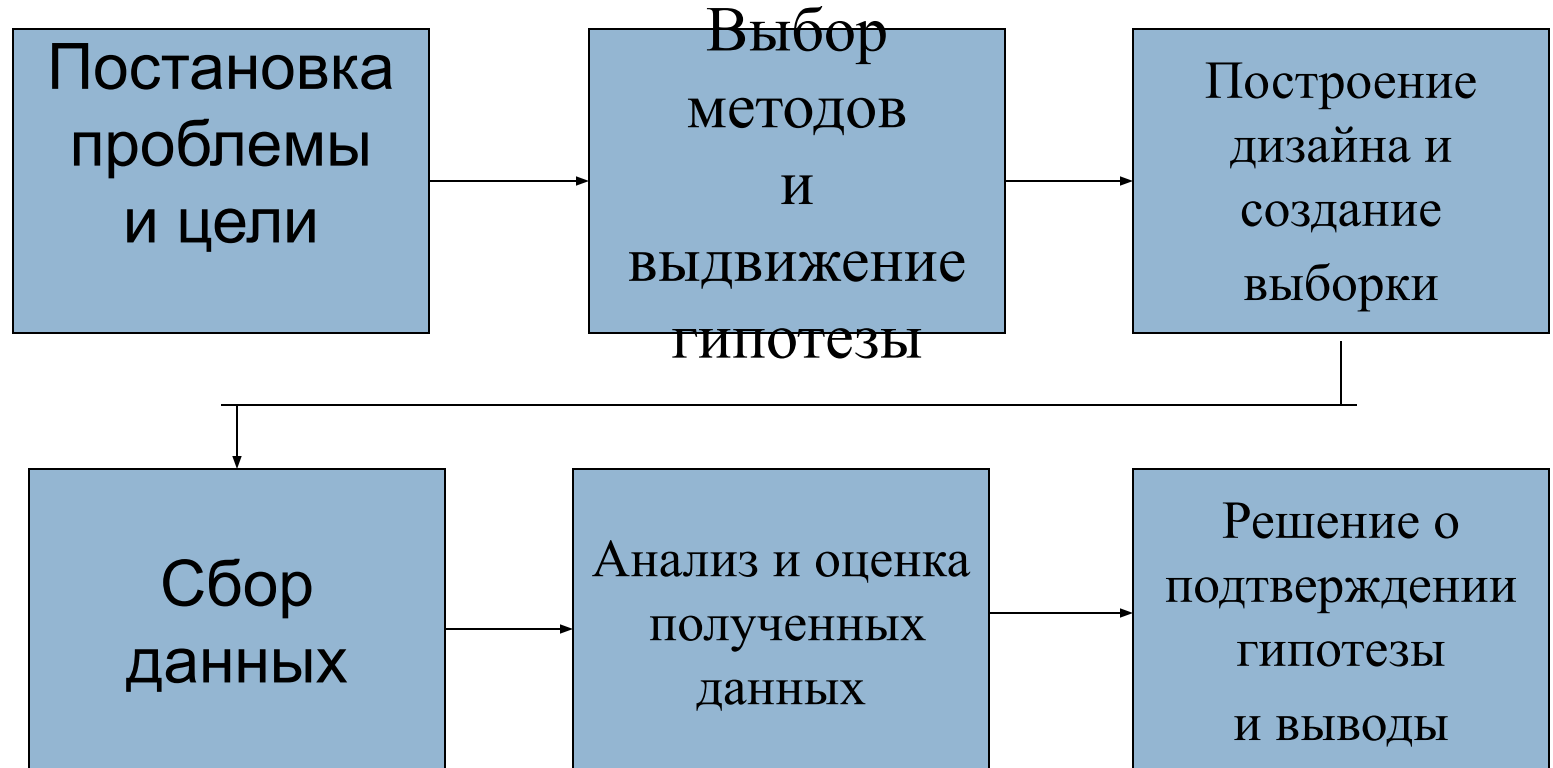 Постановка
проблемы
и цели
Выбор
методов
и
выдвижение
гипотезы
Построение
дизайна и
создание
выборки
Сбор
данных
Анализ и оценка
полученных
данных
Решение о
подтверждении
гипотезы
и выводы